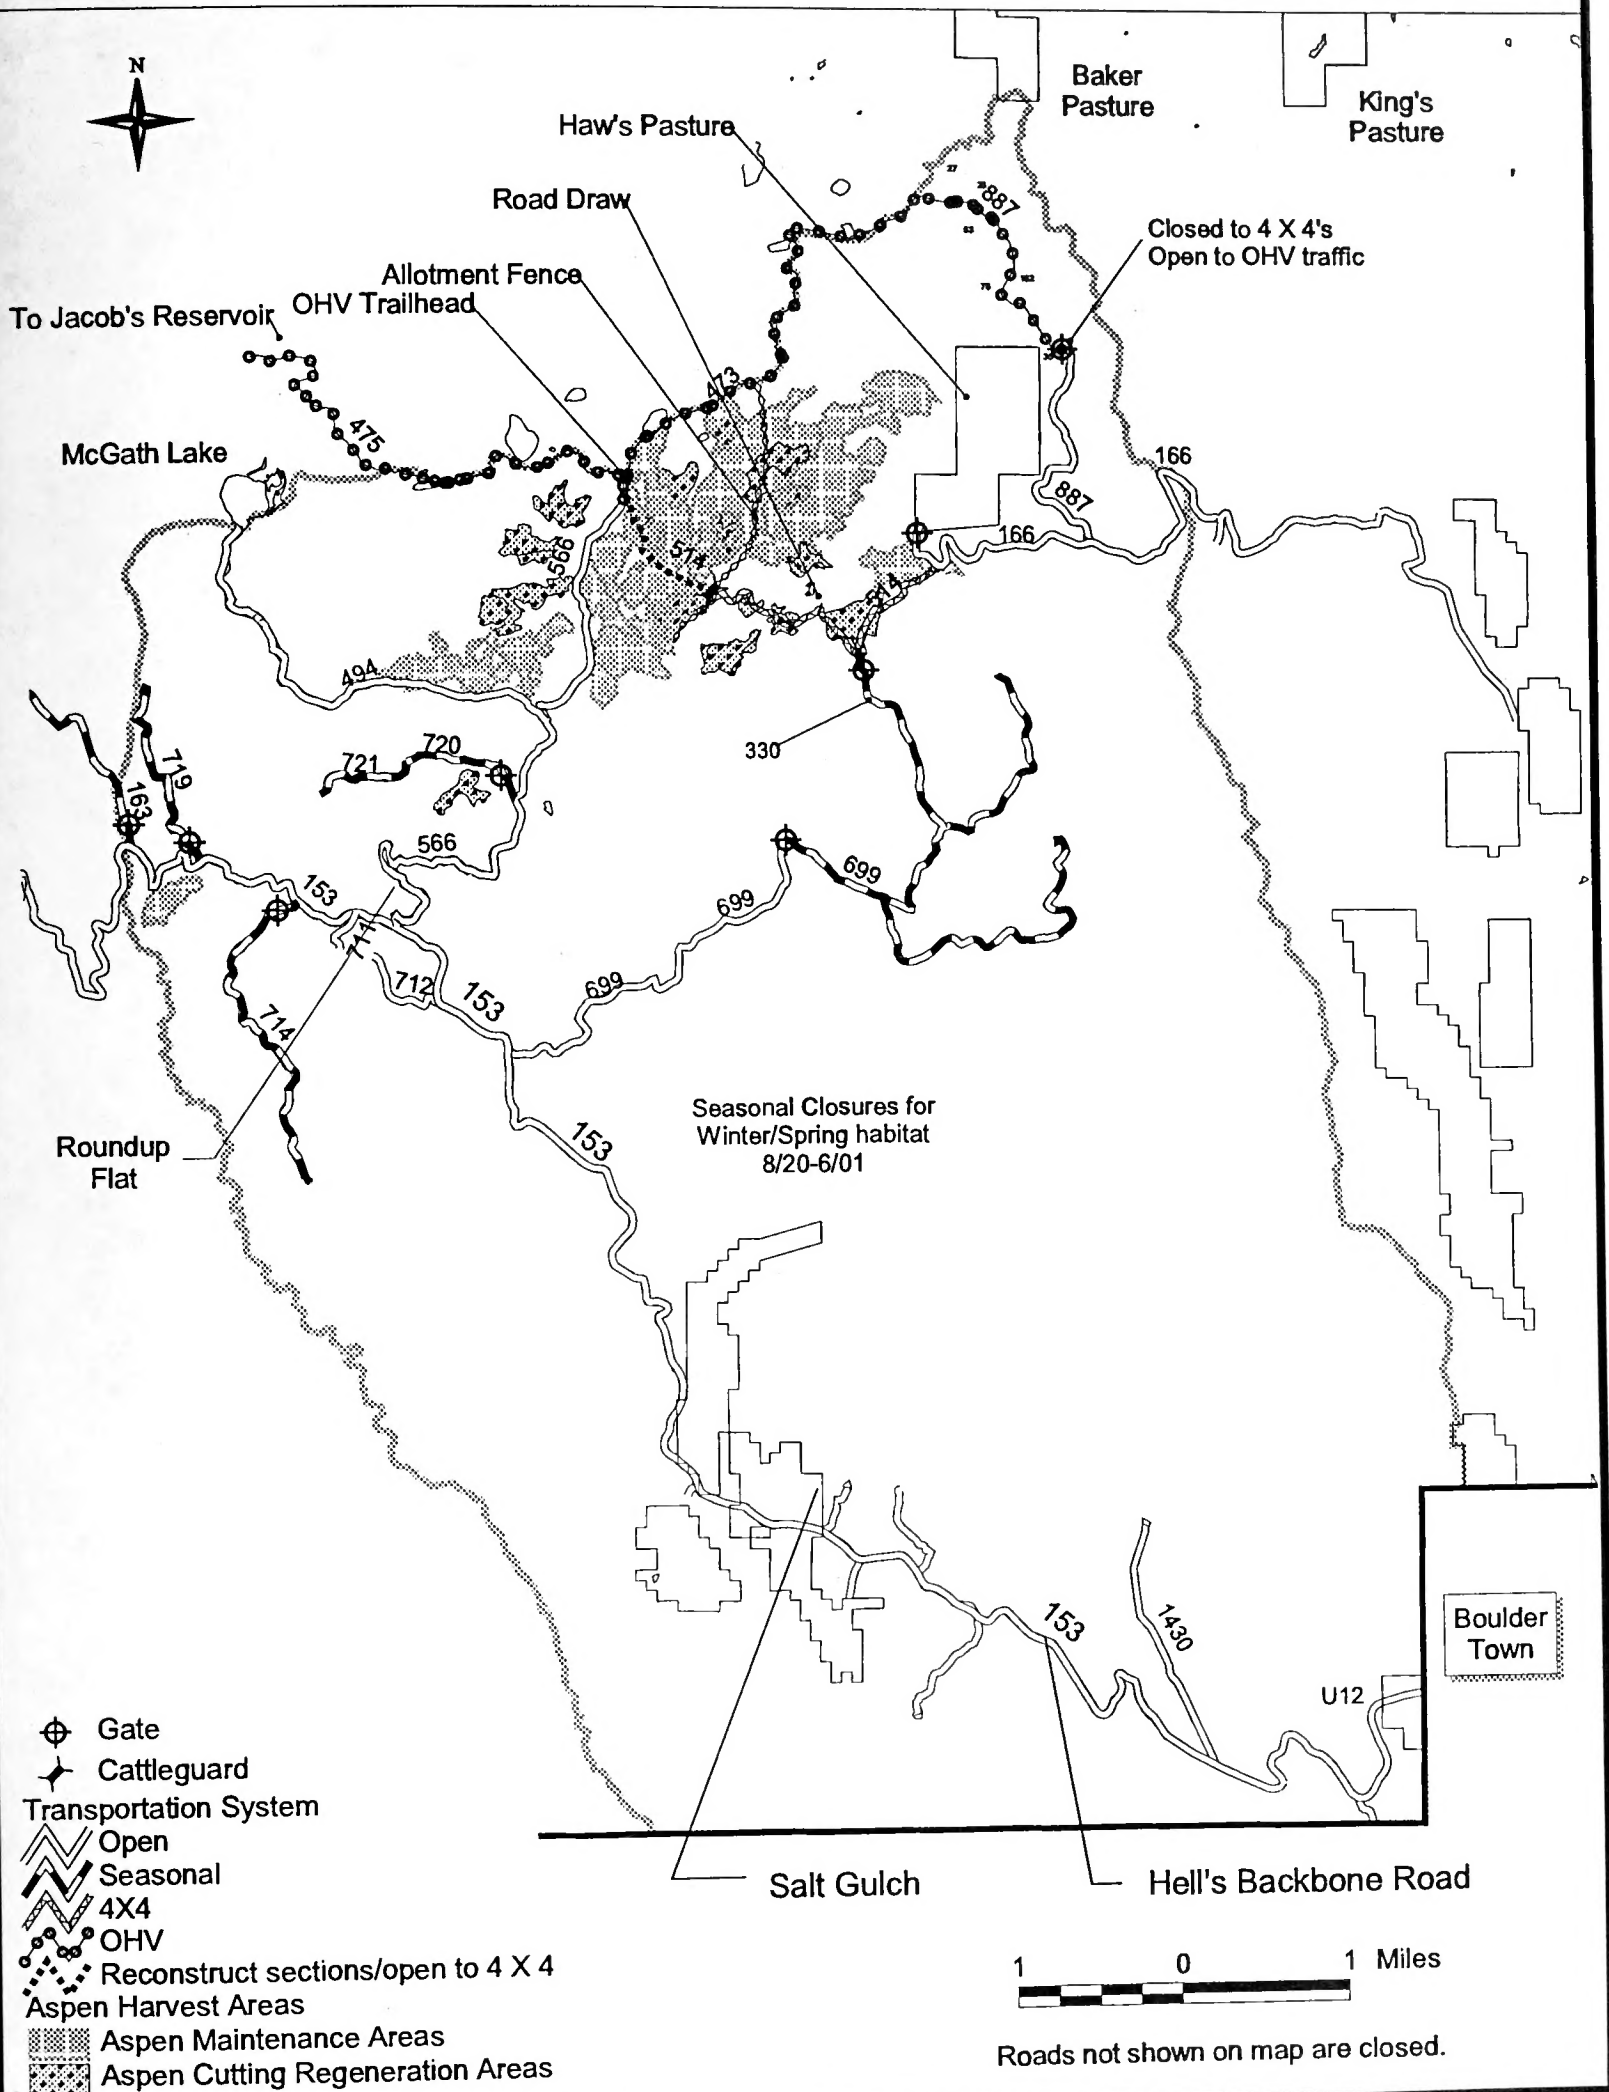 N
Baker
Pasture
King's
Pasture
Haw's Pasture
Road Draw
887
Closed to 4 X 4's
Open to OHV traffic
Allotment Fence
OHV Trailhead
To Jacob's Reservoir
473
475
McGath Lake
166
887
166
566
514
14
494
330
719
163
721
720
566
699
153
699
711
712
153
699
714
Seasonal Closures for
Winter/Spring habitat
8/20-6/01
153
Roundup
Flat
153
1430
Boulder
Town
U12
Gate
Cattleguard
Transportation System
Open
Seasonal
4X4
OHV
Reconstruct sections/open to 4 X 4
Aspen Harvest Areas
Aspen Maintenance Areas
Aspen Cutting Regeneration Areas
Salt Gulch
Hell's Backbone Road
1 0 1 Miles
Roads not shown on map are closed.